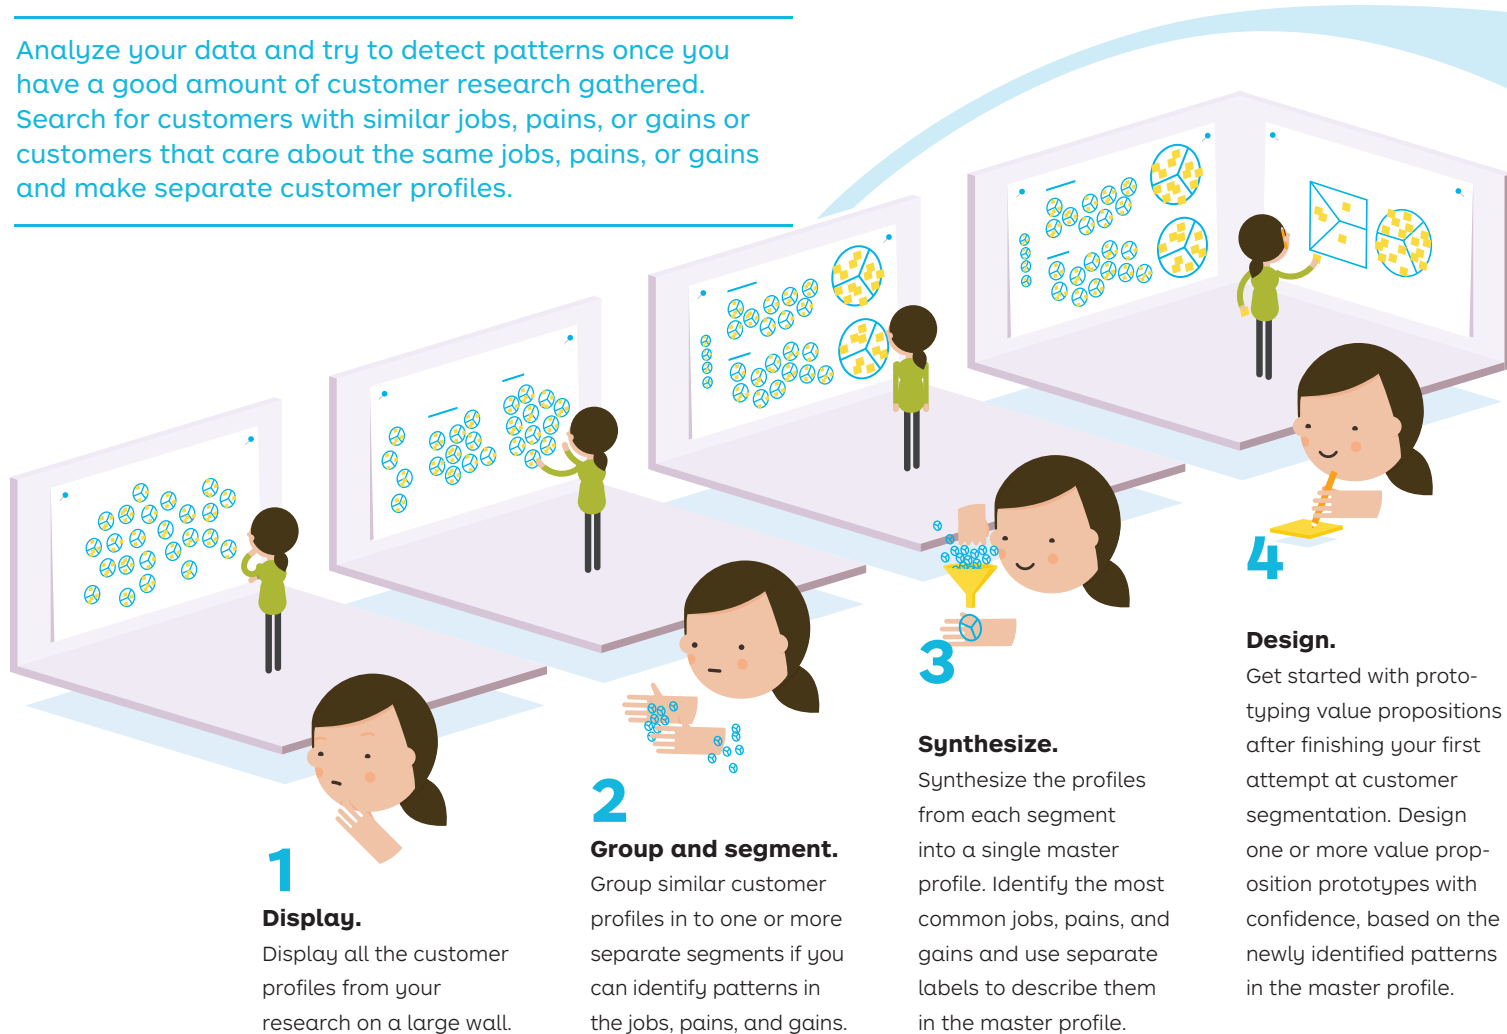 Analyze your data and try to detect patterns once you
have a good amount of customer research gathered.
Search for customers with similar jobs, pains, or gains or
customers that care about the same jobs, pains, or gains
and make separate customer profiles.
1
Display.
Display all the customer
profiles from your
research on a large wall.
2
Group and segment.
Group similar customer
profiles in to one or more
separate segments if you
can identify patterns in
the jobs, pains, and gains.
3
Synthesize.
Synthesize the profiles
from each segment
into a single master
profile. Identify the most
common jobs, pains, and
gains and use separate
labels to describe them
in the master profile.
4
Design.
Get started with proto-
typing value propositions
after finishing your first
attempt at customer
segmentation. Design
one or more value prop-
osition prototypes with
confidence, based on the
newly identified patterns
in the master profile.